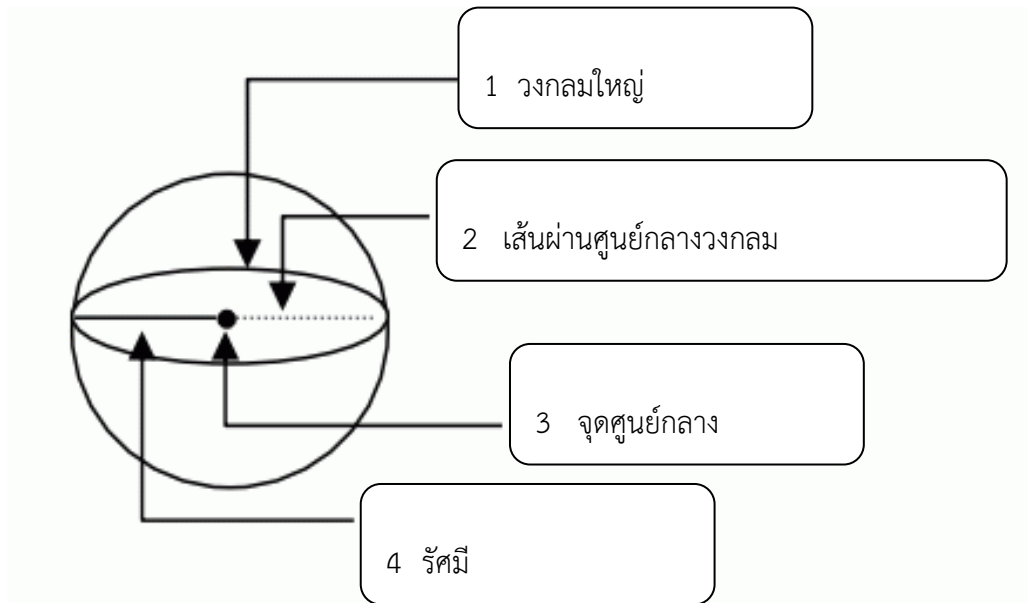 1 วงกลมใหญ่
2 เส้นผ่านศูนย์กลางวงกลม
3 จุดศูนย์กลาง
4 รัศมี